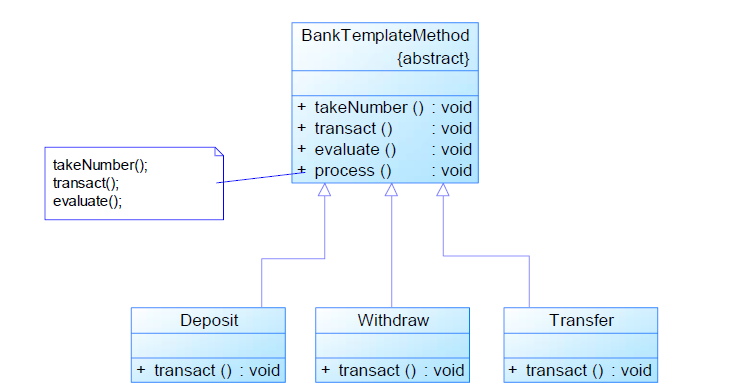 BankTemplateMethod
{abstract}
+ takeNumber () : void
+ transact () : void
+ evaluate () : void
+ process () : void
takeNumber();
transact();
evaluate();
Deposit
+ transact () : void
Withdraw
+ transact () : void
Transfer
+ transact () : void